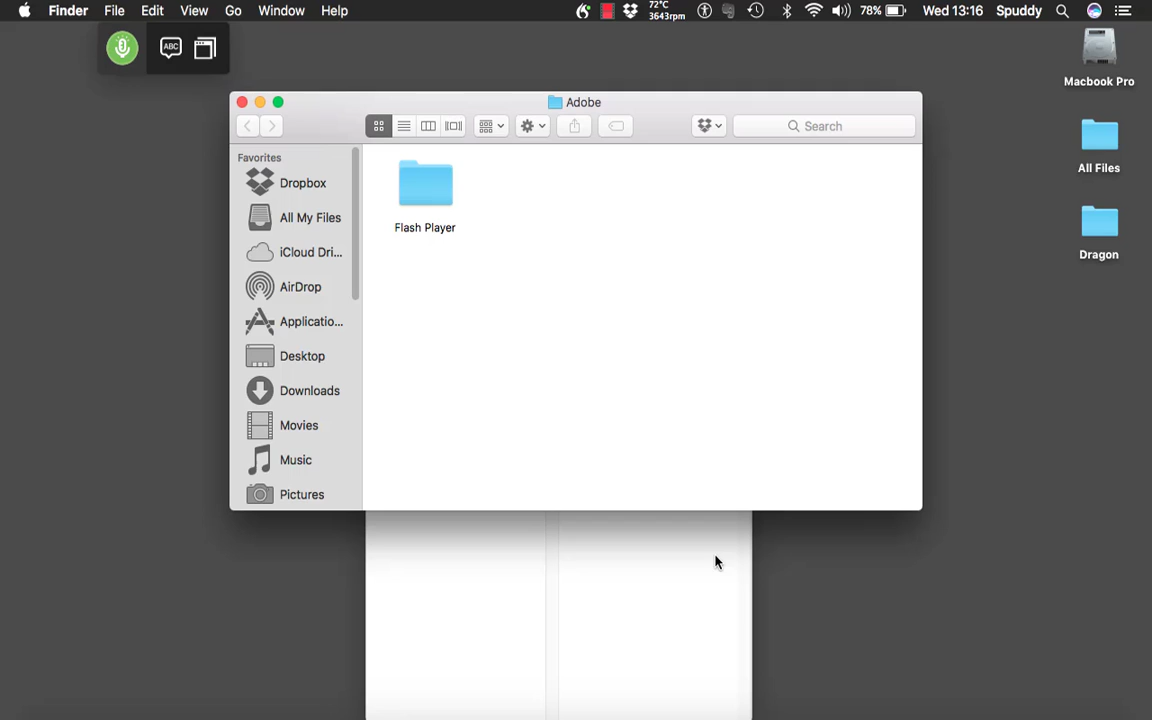 Finder File Edit View Go Window Help 72°C 3643rpm 78% Wed 13:16 Spuddy
ABC
Macbook Pro
Adobe
Search
Favorites
Dropbox
All My Files
iCloud Dri...
AirDrop
Applicatio...
Desktop
Downloads
Movies
Music
Pictures
Flash Player
All Files
Dragon